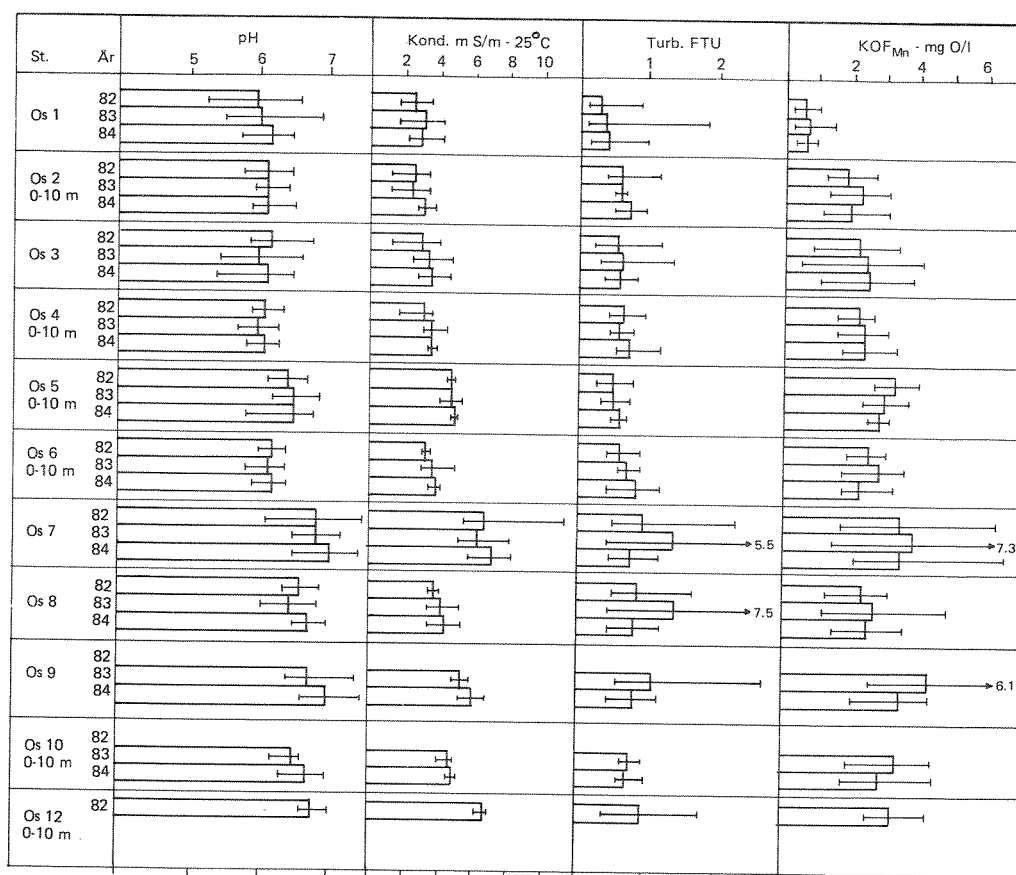 St. År pH Kond. m S/m - 25°C Turb. FTU KOF_Mn - mg O/l
5 6 7 2 4 6 8 10 1 2 2 4 6
Os 1
82
83
84
Os 2
0-10 m
82
83
84
Os 3
82
83
84
Os 4
0-10 m
82
83
84
Os 5
0-10 m
82
83
84
Os 6
0-10 m
82
83
84
Os 7
82
83
84
5.5
7.3
Os 8
82
83
84
7.5
Os 9
82
83
84
6.1
Os 10
0-10 m
82
83
84
Os 12
0-10 m
82